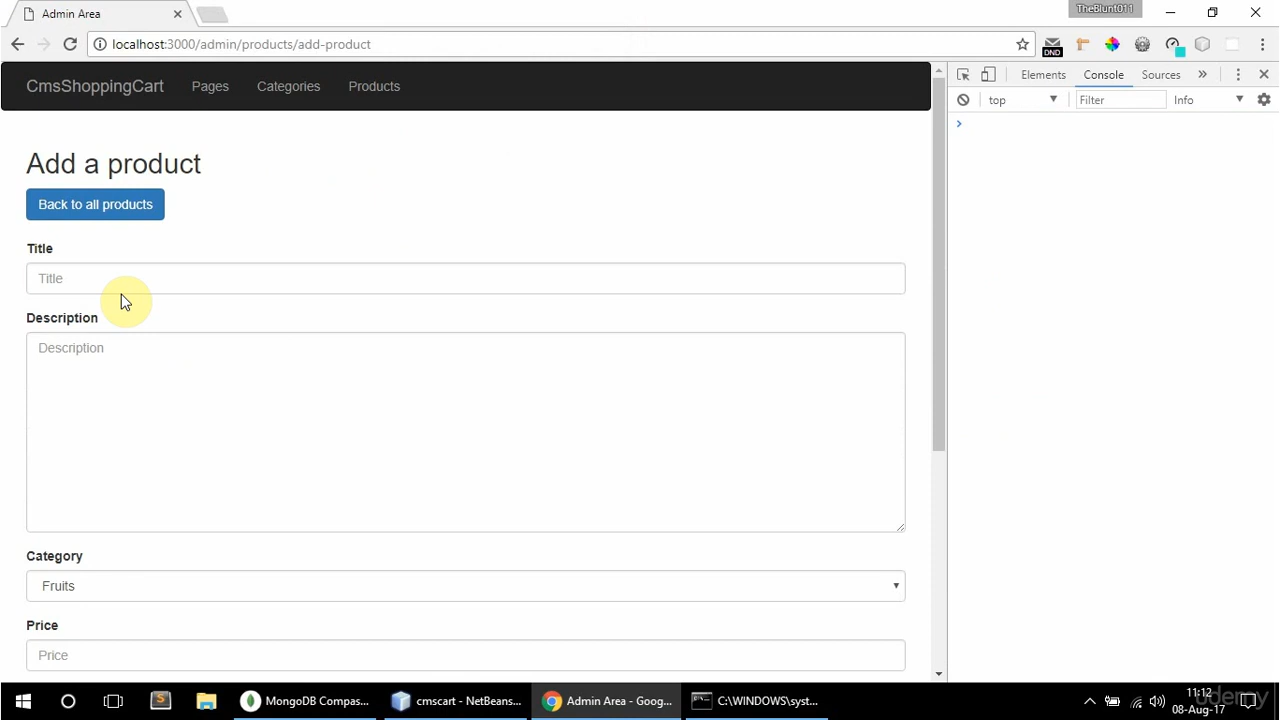 Admin Area
TheBlunt011
localhost:3000/admin/products/add-product
DND
CmsShoppingCart Pages Categories Products
Elements Console Sources
top Filter Info
Add a product
Back to all products
Title
Title
Description
Description
Category
Fruits
Price
Price
MongoDB Compas... cmscart - NetBeans... Admin Area - Goog... C:\WINDOWS\syst...
11:12
08-Aug-17
udemy